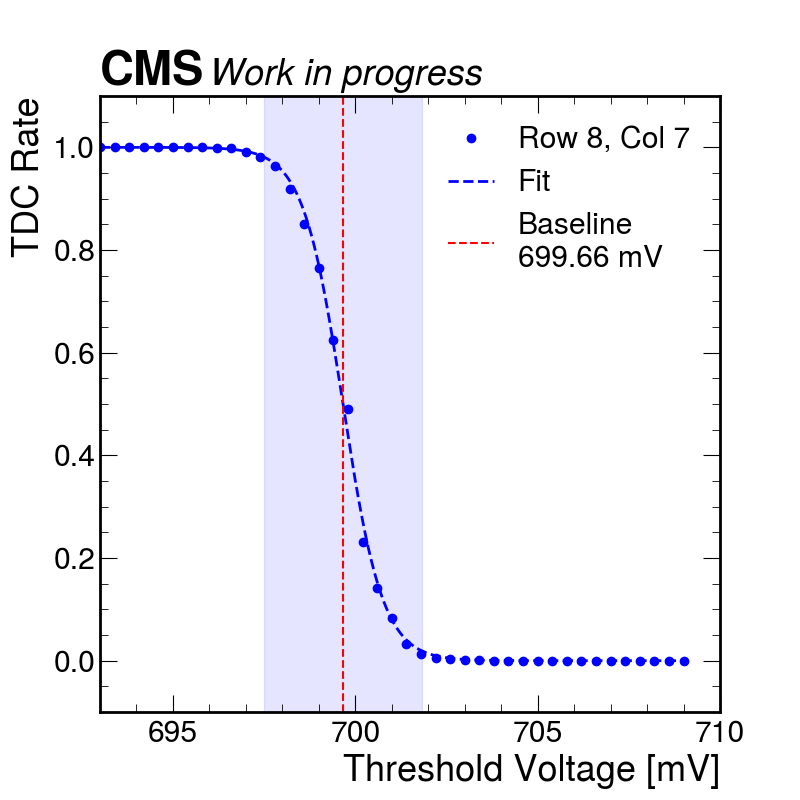 CMS Work in progress
TDC Rate
1.0
0.8
0.6
0.4
0.2
0.0
Row 8, Col 7
Fit
Baseline
699.66 mV
695 700 705 710
Threshold Voltage [mV]